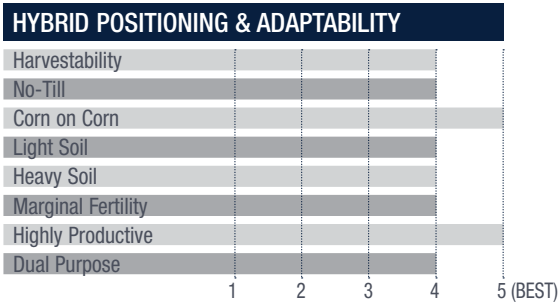 HYBRID POSITIONING & ADAPTABILITY
Harvestability
No-Till
Corn on Corn
Light Soil
Heavy Soil
Marginal Fertility
Highly Productive
Dual Purpose
1 2 3 4 5 (BEST)